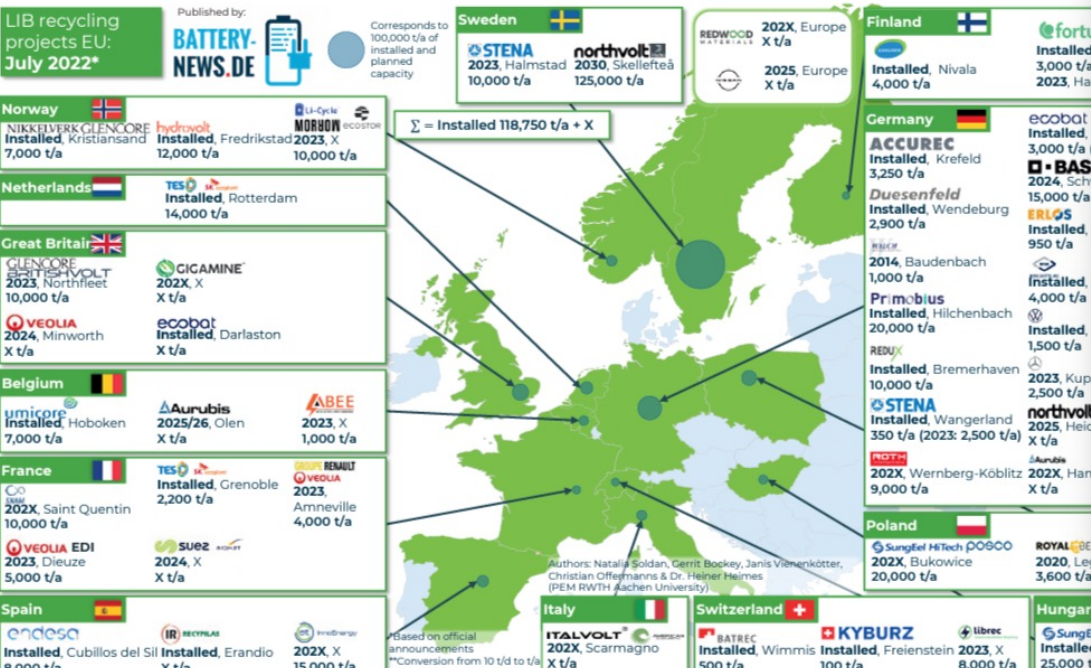 LIB recycling
projects EU:
July 2022*
Published by:
BATTERY-
NEWS.DE
Corresponds to
100,000 t/a of
installed and
planned
capacity
Sweden
STENA
2023, Halmstad
10,000 t/a
northvolt
2030, Skellefteå
125,000 t/a
REDWOOD
MATERIALS
202X, Europe
X t/a
2025, Europe
X t/a
Finland
Installed, Nivala
4,000 t/a
fortu
Installed
3,000 t/a
2023, Ha
Norway
NIKKELVERK GLENCORE
Installed, Kristiansand
7,000 t/a
hydrovolt
Installed, Fredrikstad
12,000 t/a
Li-Cycle
MORROW ECOSTOR
2023, X
10,000 t/a
∑ = Installed 118,750 t/a + X
Netherlands
TES
Installed, Rotterdam
14,000 t/a
Great Britain
GLENCORE
BRITISHVOLT
2023, Northfleet
10,000 t/a
GIGAMINE
202X, X
X t/a
VEOLIA
2024, Minworth
X t/a
ecobat
Installed, Darlaston
X t/a
Belgium
umicore
Installed, Hoboken
7,000 t/a
Aurubis
2025/26, Olen
X t/a
ABEE
2023, X
1,000 t/a
France
202X, Saint Quentin
10,000 t/a
TES
Installed, Grenoble
2,200 t/a
GROUPE RENAULT
VEOLIA
2023,
Amneville
4,000 t/a
VEOLIA EDI
2023, Dieuze
5,000 t/a
suez
2024, X
X t/a
Spain
endesa
Installed, Cubillos del Sil
8,000 t/a
RECYPILAS
Installed, Erandio
X t/a
InnoEnergy
202X, X
15,000 t/a
Germany
ACCUREC
Installed, Krefeld
3,250 t/a
Duesenfeld
Installed, Wendeburg
2,900 t/a
2014, Baudenbach
1,000 t/a
Primobius
Installed, Hilchenbach
20,000 t/a
REDUX
Installed, Bremerhaven
10,000 t/a
STENA
Installed, Wangerland
350 t/a (2023: 2,500 t/a)
ROTH
202X, Wernberg-Köblitz
9,000 t/a
ecobat
Installed
3,000 t/a
BAS
2024, Sch
15,000 t/a
ERLOS
Installed,
950 t/a
Installed,
4,000 t/a
Installed,
1,500 t/a
2023, Kup
2,500 t/a
northvolt
2025, Heid
X t/a
Aurubis
202X, Ham
X t/a
Poland
SungEel HiTech posco
202X, Bukowice
20,000 t/a
ROYAL BE
2020, Leg
3,600 t/a
Authors: Natalia Soldan, Gerrit Bockey, Janis Vienenkötter,
Christian Offermanns & Dr. Heiner Heimes
(PEM RWTH Aachen University)
*Based on official
announcements
**Conversion from 10 t/d to t/a
Italy
ITALVOLT
202X, Scarmagno
X t/a
Switzerland
BATREC
Installed, Wimmis
500 t/a
KYBURZ
Installed, Freienstein
100 t/a
librec
2023, X
8,000 t/a
Hungar
SungE
Installe
25,00